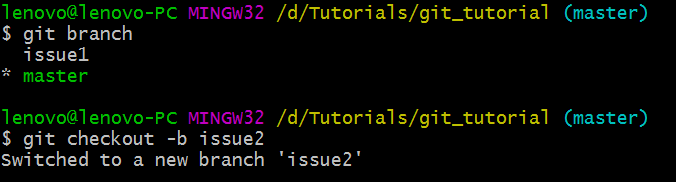 lenovo@lenovo-PC MINGW32 /d/Tutorials/git_tutorial (master)
$ git branch
  issue1
* master
lenovo@lenovo-PC MINGW32 /d/Tutorials/git_tutorial (master)
$ git checkout -b issue2
Switched to a new branch 'issue2'